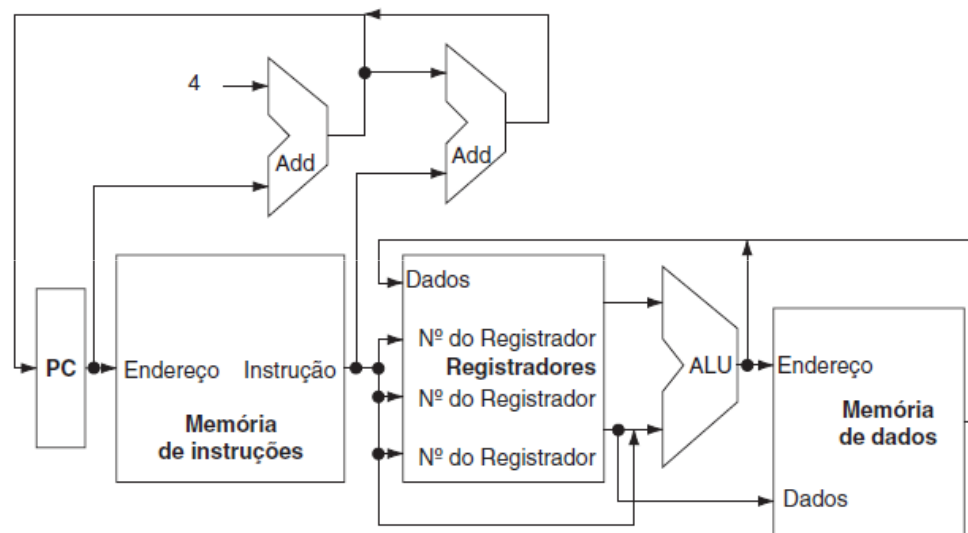 4
Add
Add
PC
Endereço
Instrução
Memória
de instruções
Dados
Nº do Registrador
Registradores
Nº do Registrador
Nº do Registrador
ALU
Endereço
Memória
de dados
Dados